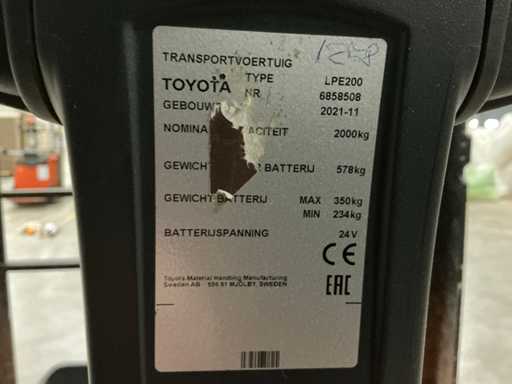 TRANSPORTVOERTUIG
TYPE LPE200
TOYOTA
NR 6858508
GEBOUW 2021-11
NOMINA ACITEIT 2000kg
GEWICHT BATTERIJ 578kg
GEWICHT BATTERIJ MAX 350kg
MIN 234kg
BATTERIJSPANNING 24V
CE
EAC
Toyota Material Handling Manufacturing
Sweden AB - 595 81 MJÖLBY, SWEDEN